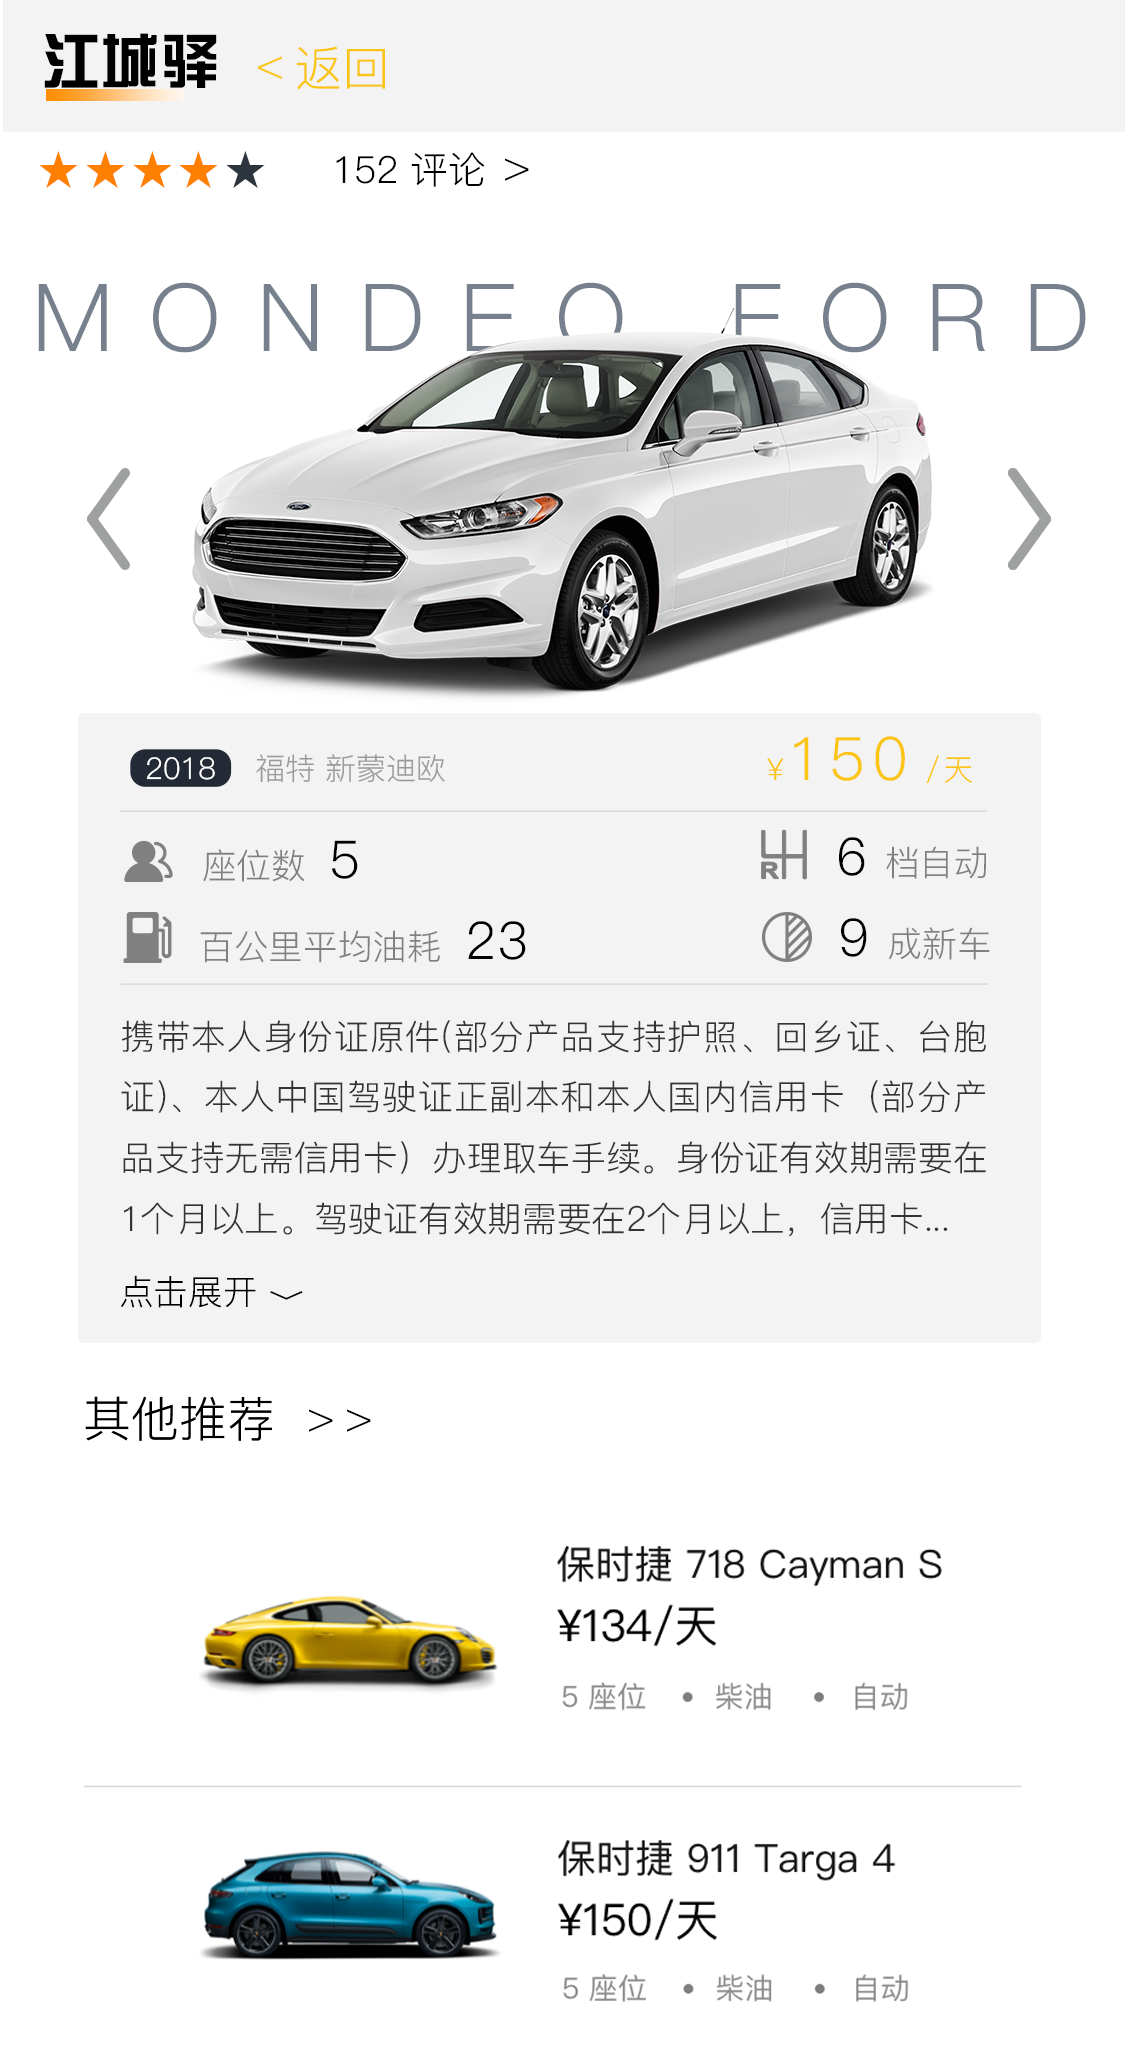 江城驿 < 返回
152 评论 >
MONDEO FORD
2018 福特 新蒙迪欧 ¥150 /天
座位数 5 6 档自动
百公里平均油耗 23 9 成新车
携带本人身份证原件(部分产品支持护照、回乡证、台胞
证)、本人中国驾驶证正副本和本人国内信用卡（部分产
品支持无需信用卡）办理取车手续。身份证有效期需要在
1个月以上。驾驶证有效期需要在2个月以上，信用卡...
点击展开
其他推荐 >>
保时捷 718 Cayman S
¥134/天
5 座位 • 柴油 • 自动
保时捷 911 Targa 4
¥150/天
5 座位 • 柴油 • 自动